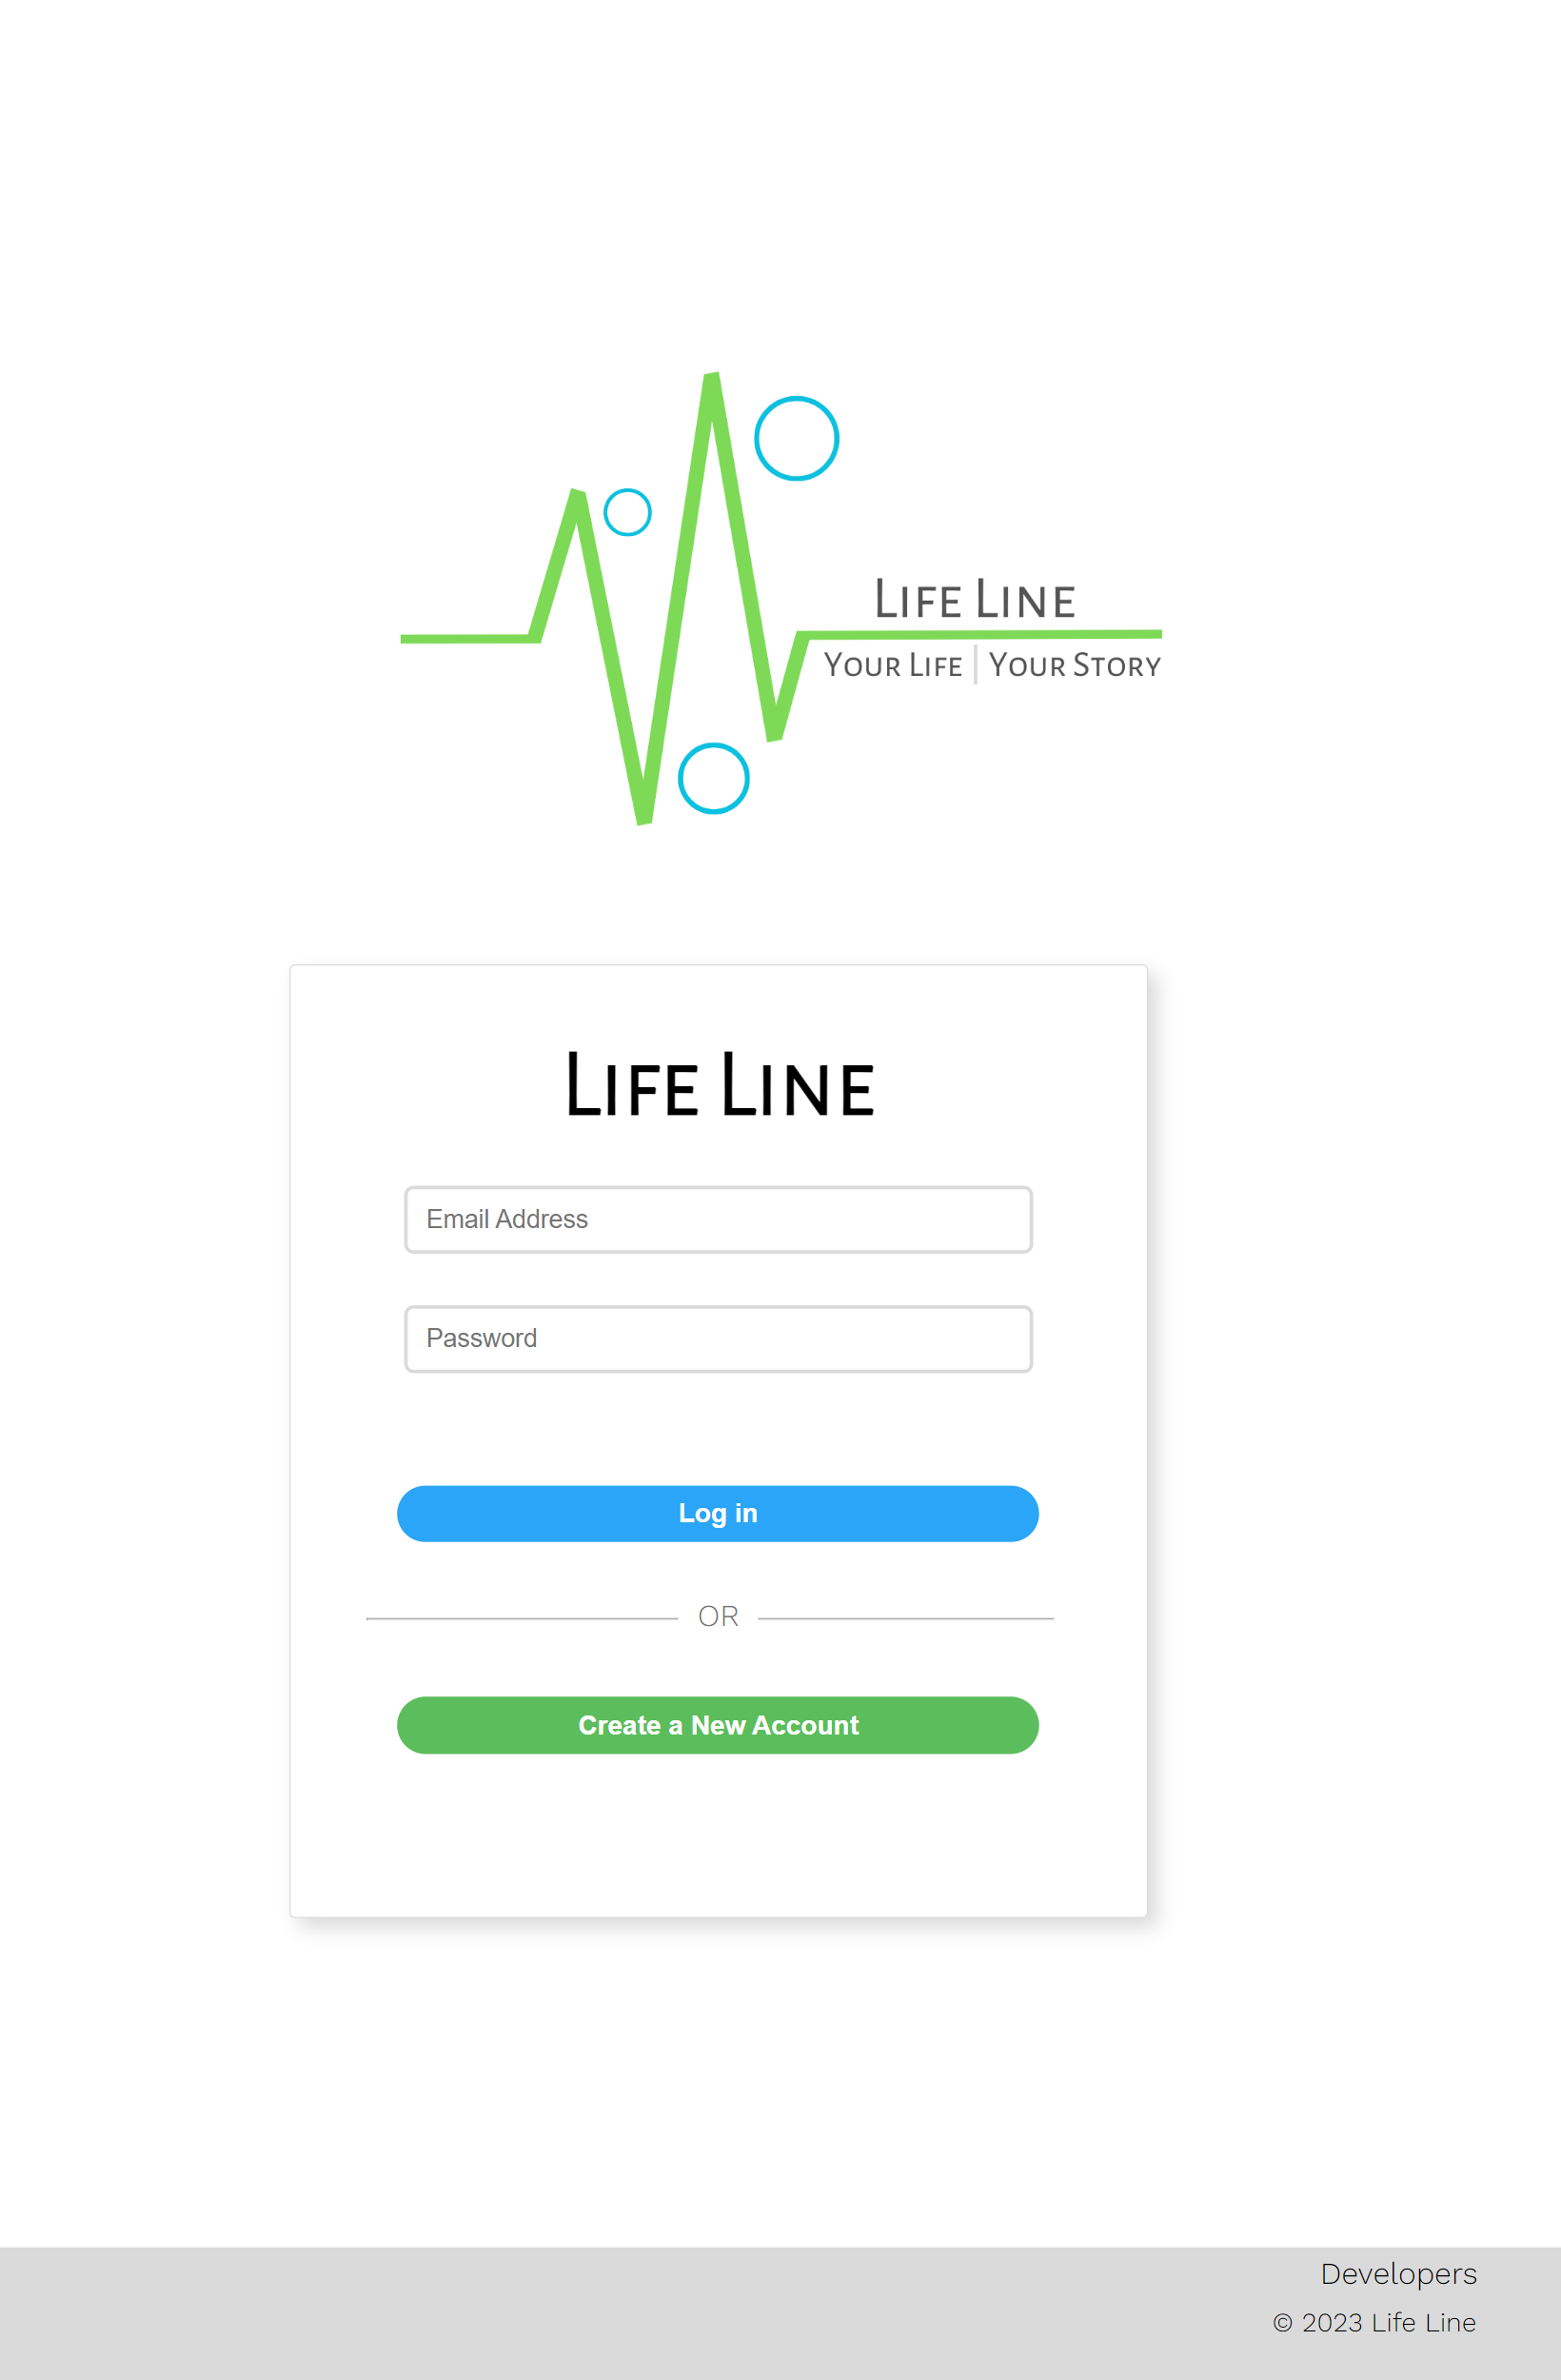 Life Line
Your Life | Your Story
Life Line
Email Address
Password
Log in
OR
Create a New Account
Developers
© 2023 Life Line